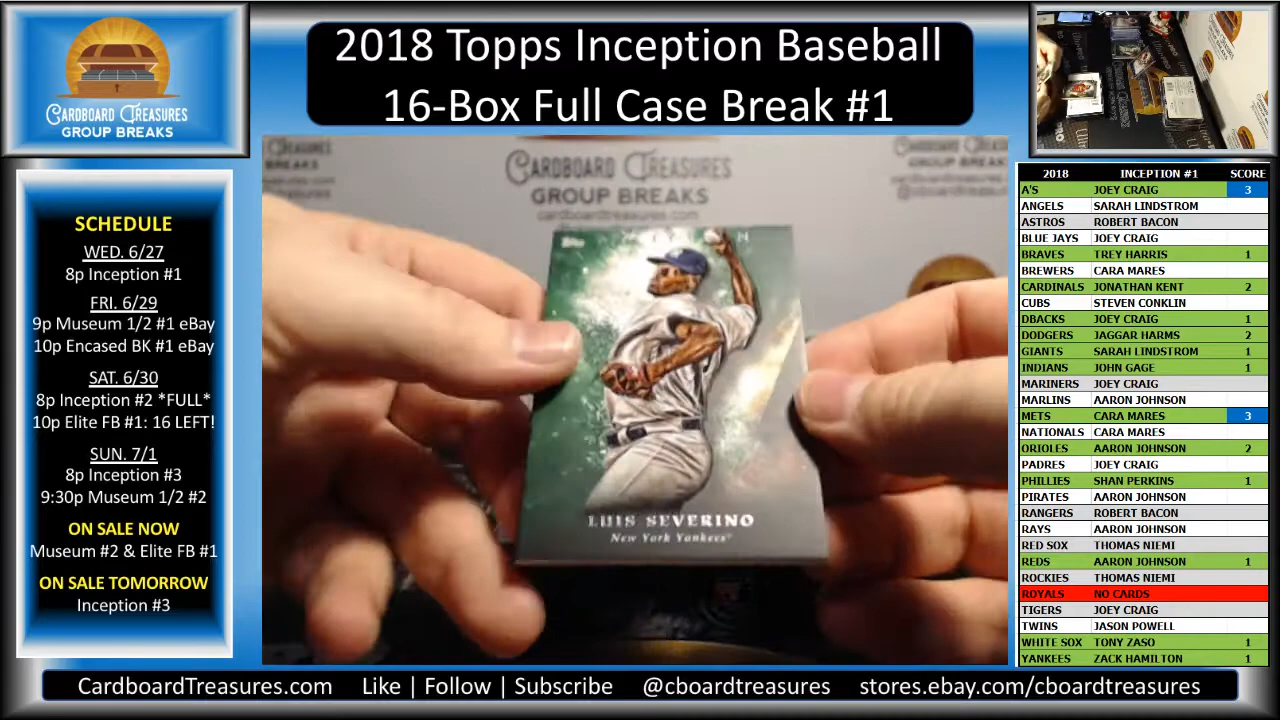 2018 Topps Inception Baseball
16-Box Full Case Break #1
CARDBOARD TREASURES
GROUP BREAKS
SCHEDULE
WED. 6/27
8p Inception #1
FRI. 6/29
9p Museum 1/2 #1 eBay
10p Encased BK #1 eBay
SAT. 6/30
8p Inception #2 *FULL*
10p Elite FB #1: 16 LEFT!
SUN. 7/1
8p Inception #3
9:30p Museum 1/2 #2
ON SALE NOW
Museum #2 & Elite FB #1
ON SALE TOMORROW
Inception #3
CARDBOARD TREASURES
GROUP BREAKS
cardboardtreasures.com
LUIS SEVERINO
New York Yankees
2018 INCEPTION #1 SCORE
A'S JOEY CRAIG 3
ANGELS SARAH LINDSTROM
ASTROS ROBERT BACON
BLUE JAYS JOEY CRAIG
BRAVES TREY HARRIS 1
BREWERS CARA MARES
CARDINALS JONATHAN KENT 2
CUBS STEVEN CONKLIN
DBACKS JOEY CRAIG 1
DODGERS JAGGAR HARMS 2
GIANTS SARAH LINDSTROM 1
INDIANS JOHN GAGE 1
MARINERS JOEY CRAIG
MARLINS AARON JOHNSON
METS CARA MARES 3
NATIONALS CARA MARES
ORIOLES AARON JOHNSON 2
PADRES JOEY CRAIG
PHILLIES SHAN PERKINS 1
PIRATES AARON JOHNSON
RANGERS ROBERT BACON
RAYS AARON JOHNSON
RED SOX THOMAS NIEMI
REDS AARON JOHNSON 1
ROCKIES THOMAS NIEMI
ROYALS NO CARDS
TIGERS JOEY CRAIG
TWINS JASON POWELL
WHITE SOX TONY ZASO 1
YANKEES ZACK HAMILTON 1
CardboardTreasures.com Like | Follow | Subscribe @cboardtreasures stores.ebay.com/cboardtreasures